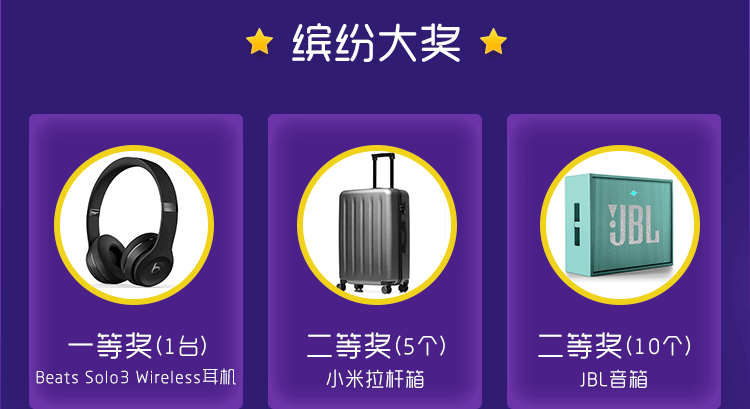 缤纷大奖
JBL
一等奖(1台)
Beats Solo3 Wireless耳机
二等奖(5个)
小米拉杆箱
二等奖(10个)
JBL音箱